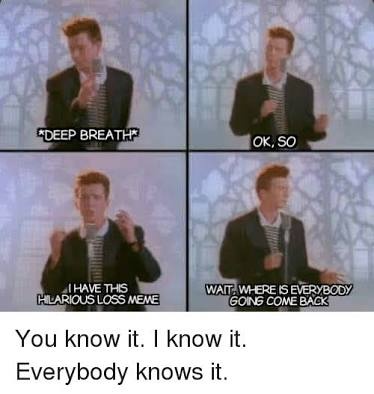 *DEEP BREATH*
OK, SO
I HAVE THIS
HILARIOUS LOSS MEME
WAIT, WHERE IS EVERYBODY
GOING COME BACK
You know it. I know it.
Everybody knows it.